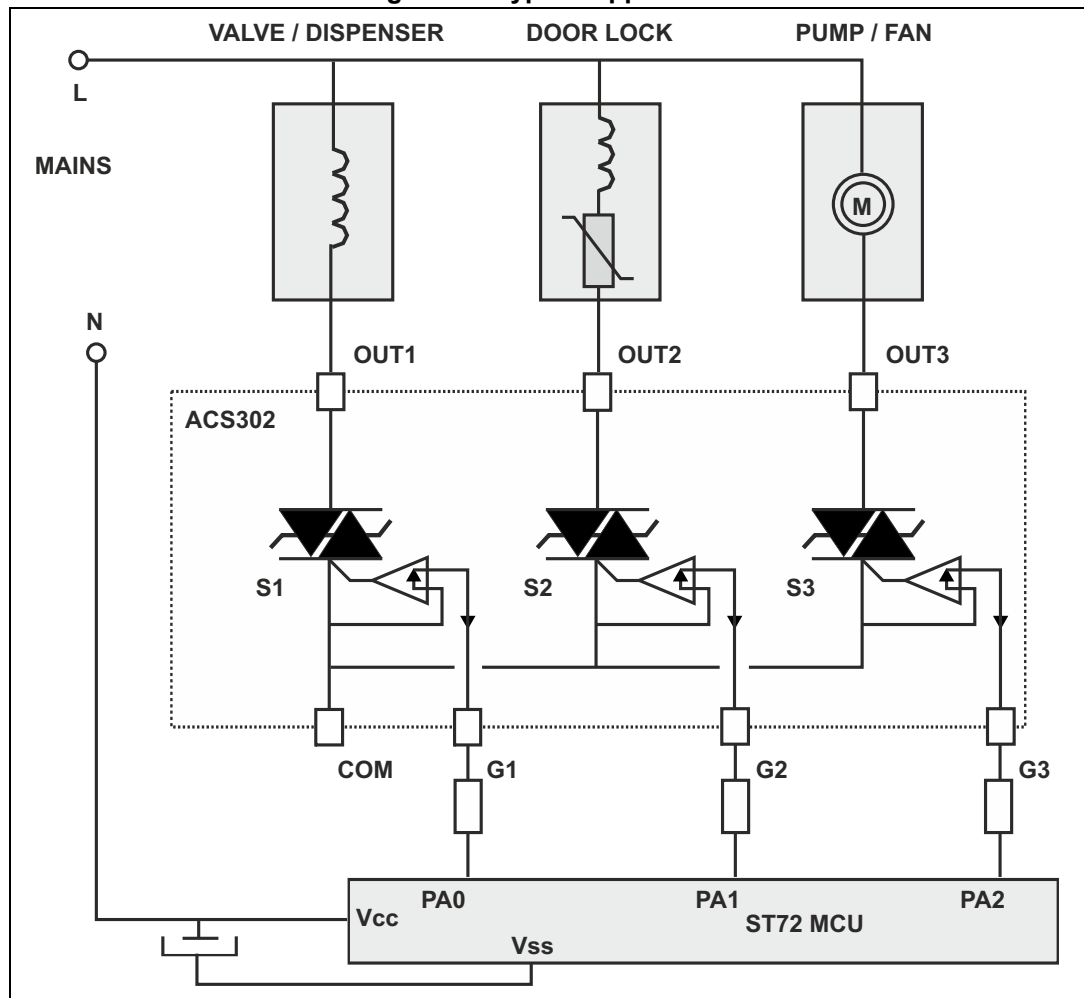 VALVE / DISPENSER DOOR LOCK PUMP / FAN
L
MAINS
M
N
OUT1 OUT2 OUT3
ACS302
S1 S2 S3
COM G1 G2 G3
PA0 PA1 PA2
Vcc ST72 MCU
Vss